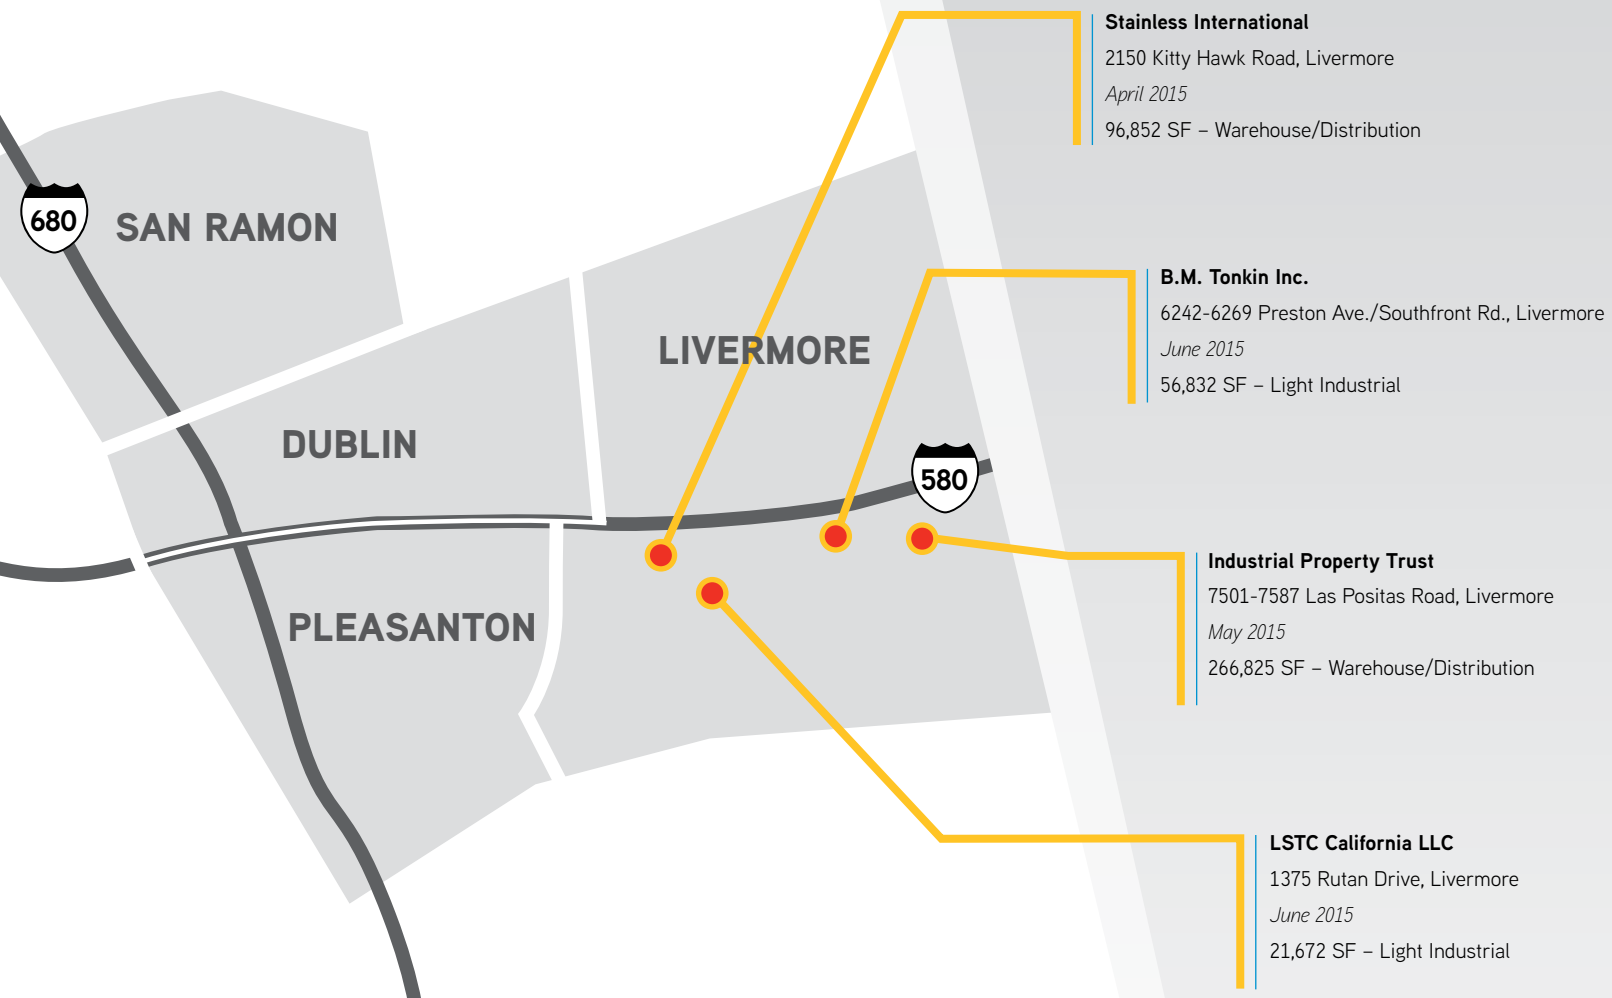 680
SAN RAMON
DUBLIN
LIVERMORE
580
PLEASANTON
Stainless International
2150 Kitty Hawk Road, Livermore
April 2015
96,852 SF – Warehouse/Distribution
B.M. Tonkin Inc.
6242-6269 Preston Ave./Southfront Rd., Livermore
June 2015
56,832 SF – Light Industrial
Industrial Property Trust
7501-7587 Las Positas Road, Livermore
May 2015
266,825 SF – Warehouse/Distribution
LSTC California LLC
1375 Rutan Drive, Livermore
June 2015
21,672 SF – Light Industrial